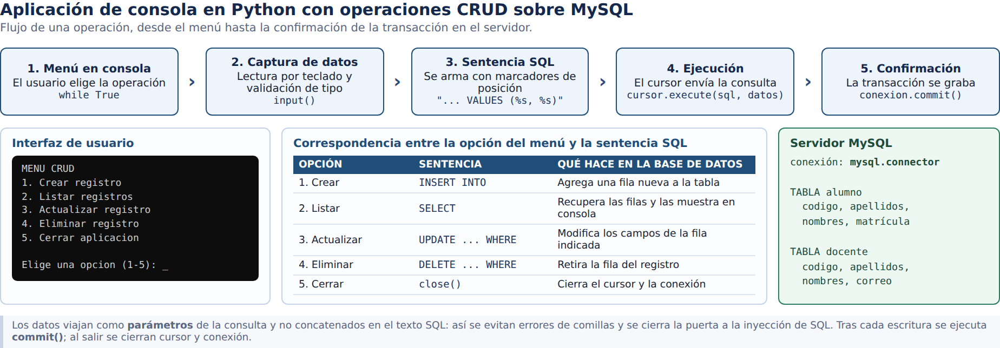 Aplicación de consola en Python con operaciones CRUD sobre MySQL
Flujo de una operación, desde el menú hasta la confirmación de la transacción en el servidor.
1. Menú en consola
El usuario elige la operación
while True
›
2. Captura de datos
Lectura por teclado y
validación de tipo
input()
›
3. Sentencia SQL
Se arma con marcadores de
posición
"... VALUES (%s, %s)"
›
4. Ejecución
El cursor envía la consulta
cursor.execute(sql, datos)
›
5. Confirmación
La transacción se graba
conexion.commit()
Interfaz de usuario
MENU CRUD
1. Crear registro
2. Listar registros
3. Actualizar registro
4. Eliminar registro
5. Cerrar aplicacion
Elige una opcion (1-5): _
Correspondencia entre la opción del menú y la sentencia SQL
OPCIÓN SENTENCIA QUÉ HACE EN LA BASE DE DATOS
1. Crear INSERT INTO Agrega una fila nueva a la tabla
2. Listar SELECT Recupera las filas y las muestra en
consola
3. Actualizar UPDATE ... WHERE Modifica los campos de la fila
indicada
4. Eliminar DELETE ... WHERE Retira la fila del registro
5. Cerrar close() Cierra el cursor y la conexión
Servidor MySQL
conexión: mysql.connector
TABLA alumno
codigo, apellidos,
nombres, matrícula
TABLA docente
codigo, apellidos,
nombres, correo
Los datos viajan como parámetros de la consulta y no concatenados en el texto SQL: así se evitan errores de comillas y se cierra la puerta a la inyección de SQL. Tras cada escritura se ejecuta
commit(); al salir se cierran cursor y conexión.